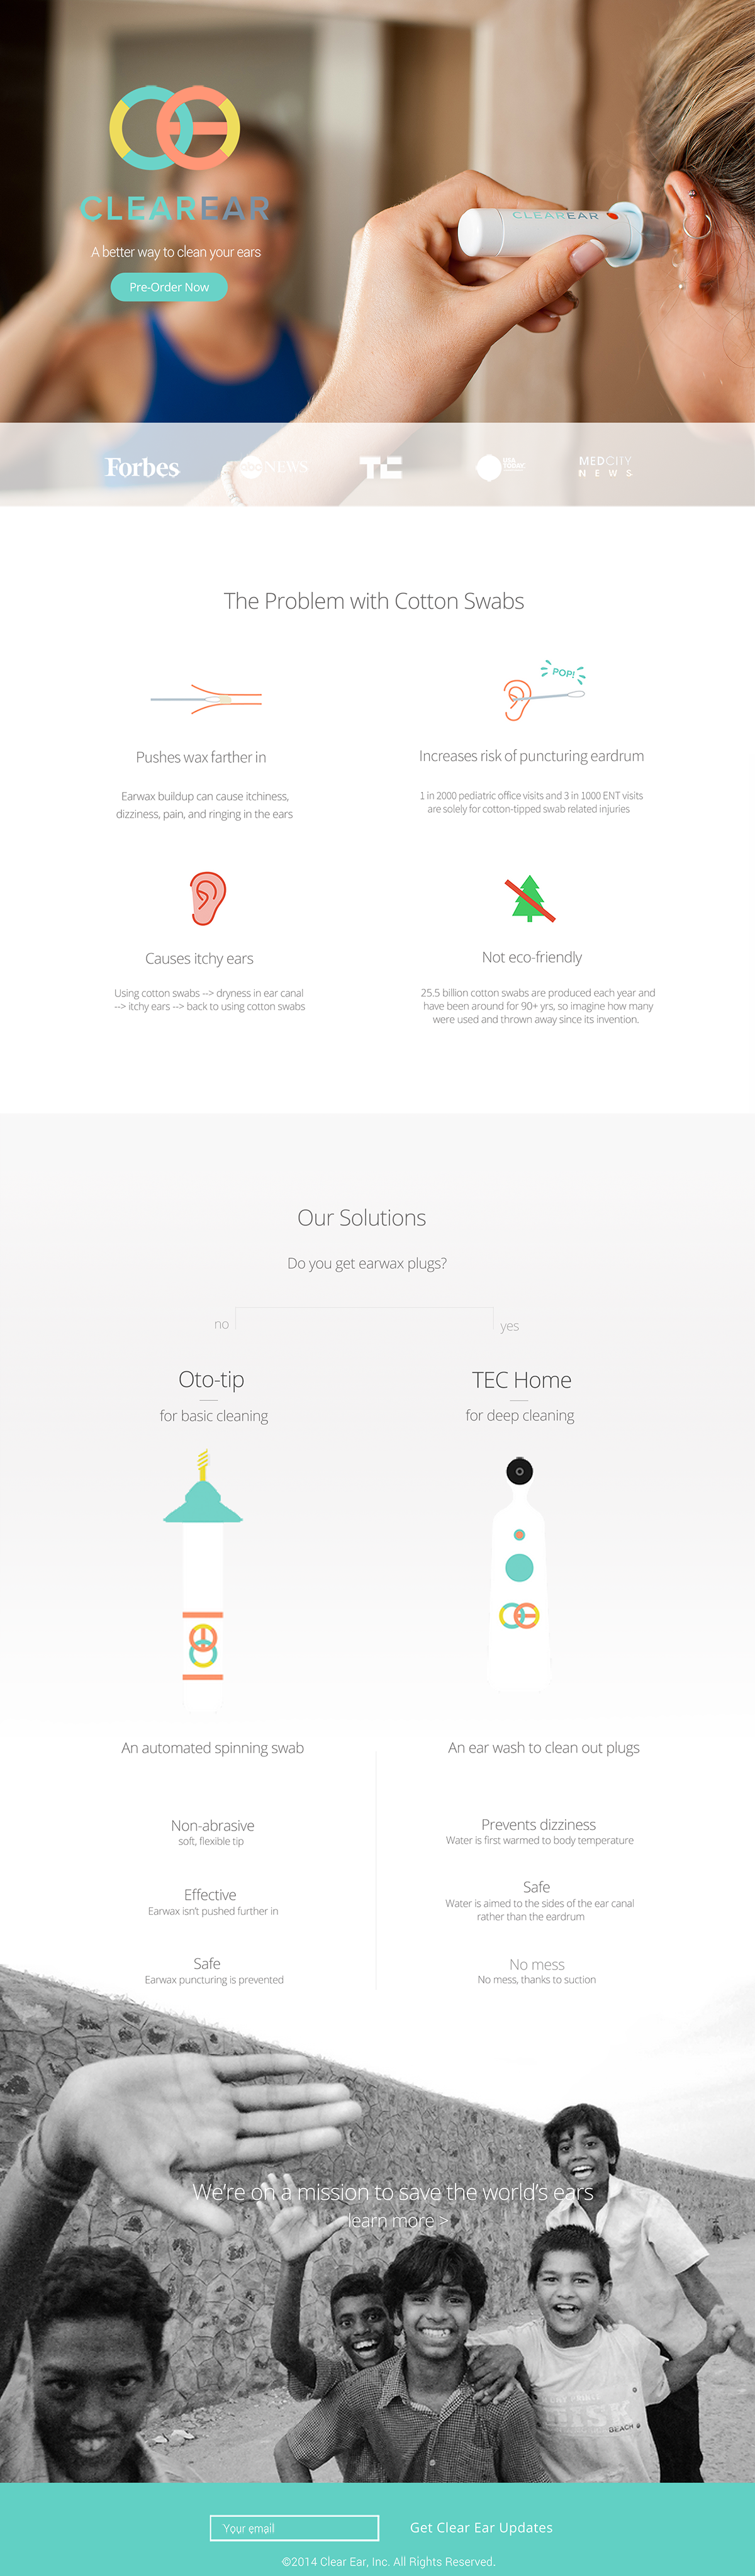 CLEAREAR
A better way to clean your ears
Pre-Order Now
CLEAREAR
Forbes
abc NEWS
TC
USA TODAY
MEDCITY
NEWS
The Problem with Cotton Swabs
POP!
Pushes wax farther in
Increases risk of puncturing eardrum
Earwax buildup can cause itchiness,
dizziness, pain, and ringing in the ears
1 in 2000 pediatric office visits and 3 in 1000 ENT visits
are solely for cotton-tipped swab related injuries
Causes itchy ears
Not eco-friendly
Using cotton swabs --> dryness in ear canal
--> itchy ears --> back to using cotton swabs
25.5 billion cotton swabs are produced each year and
have been around for 90+ yrs, so imagine how many
were used and thrown away since its invention.
Our Solutions
Do you get earwax plugs?
no
yes
Oto-tip
for basic cleaning
TEC Home
for deep cleaning
An automated spinning swab
An ear wash to clean out plugs
Non-abrasive
soft, flexible tip
Prevents dizziness
Water is first warmed to body temperature
Effective
Earwax isn't pushed further in
Safe
Water is aimed to the sides of the ear canal
rather than the eardrum
Safe
Earwax puncturing is prevented
No mess
No mess, thanks to suction
We're on a mission to save the world's ears
learn more >
BEACH
Your email
Get Clear Ear Updates
©2014 Clear Ear, Inc. All Rights Reserved.